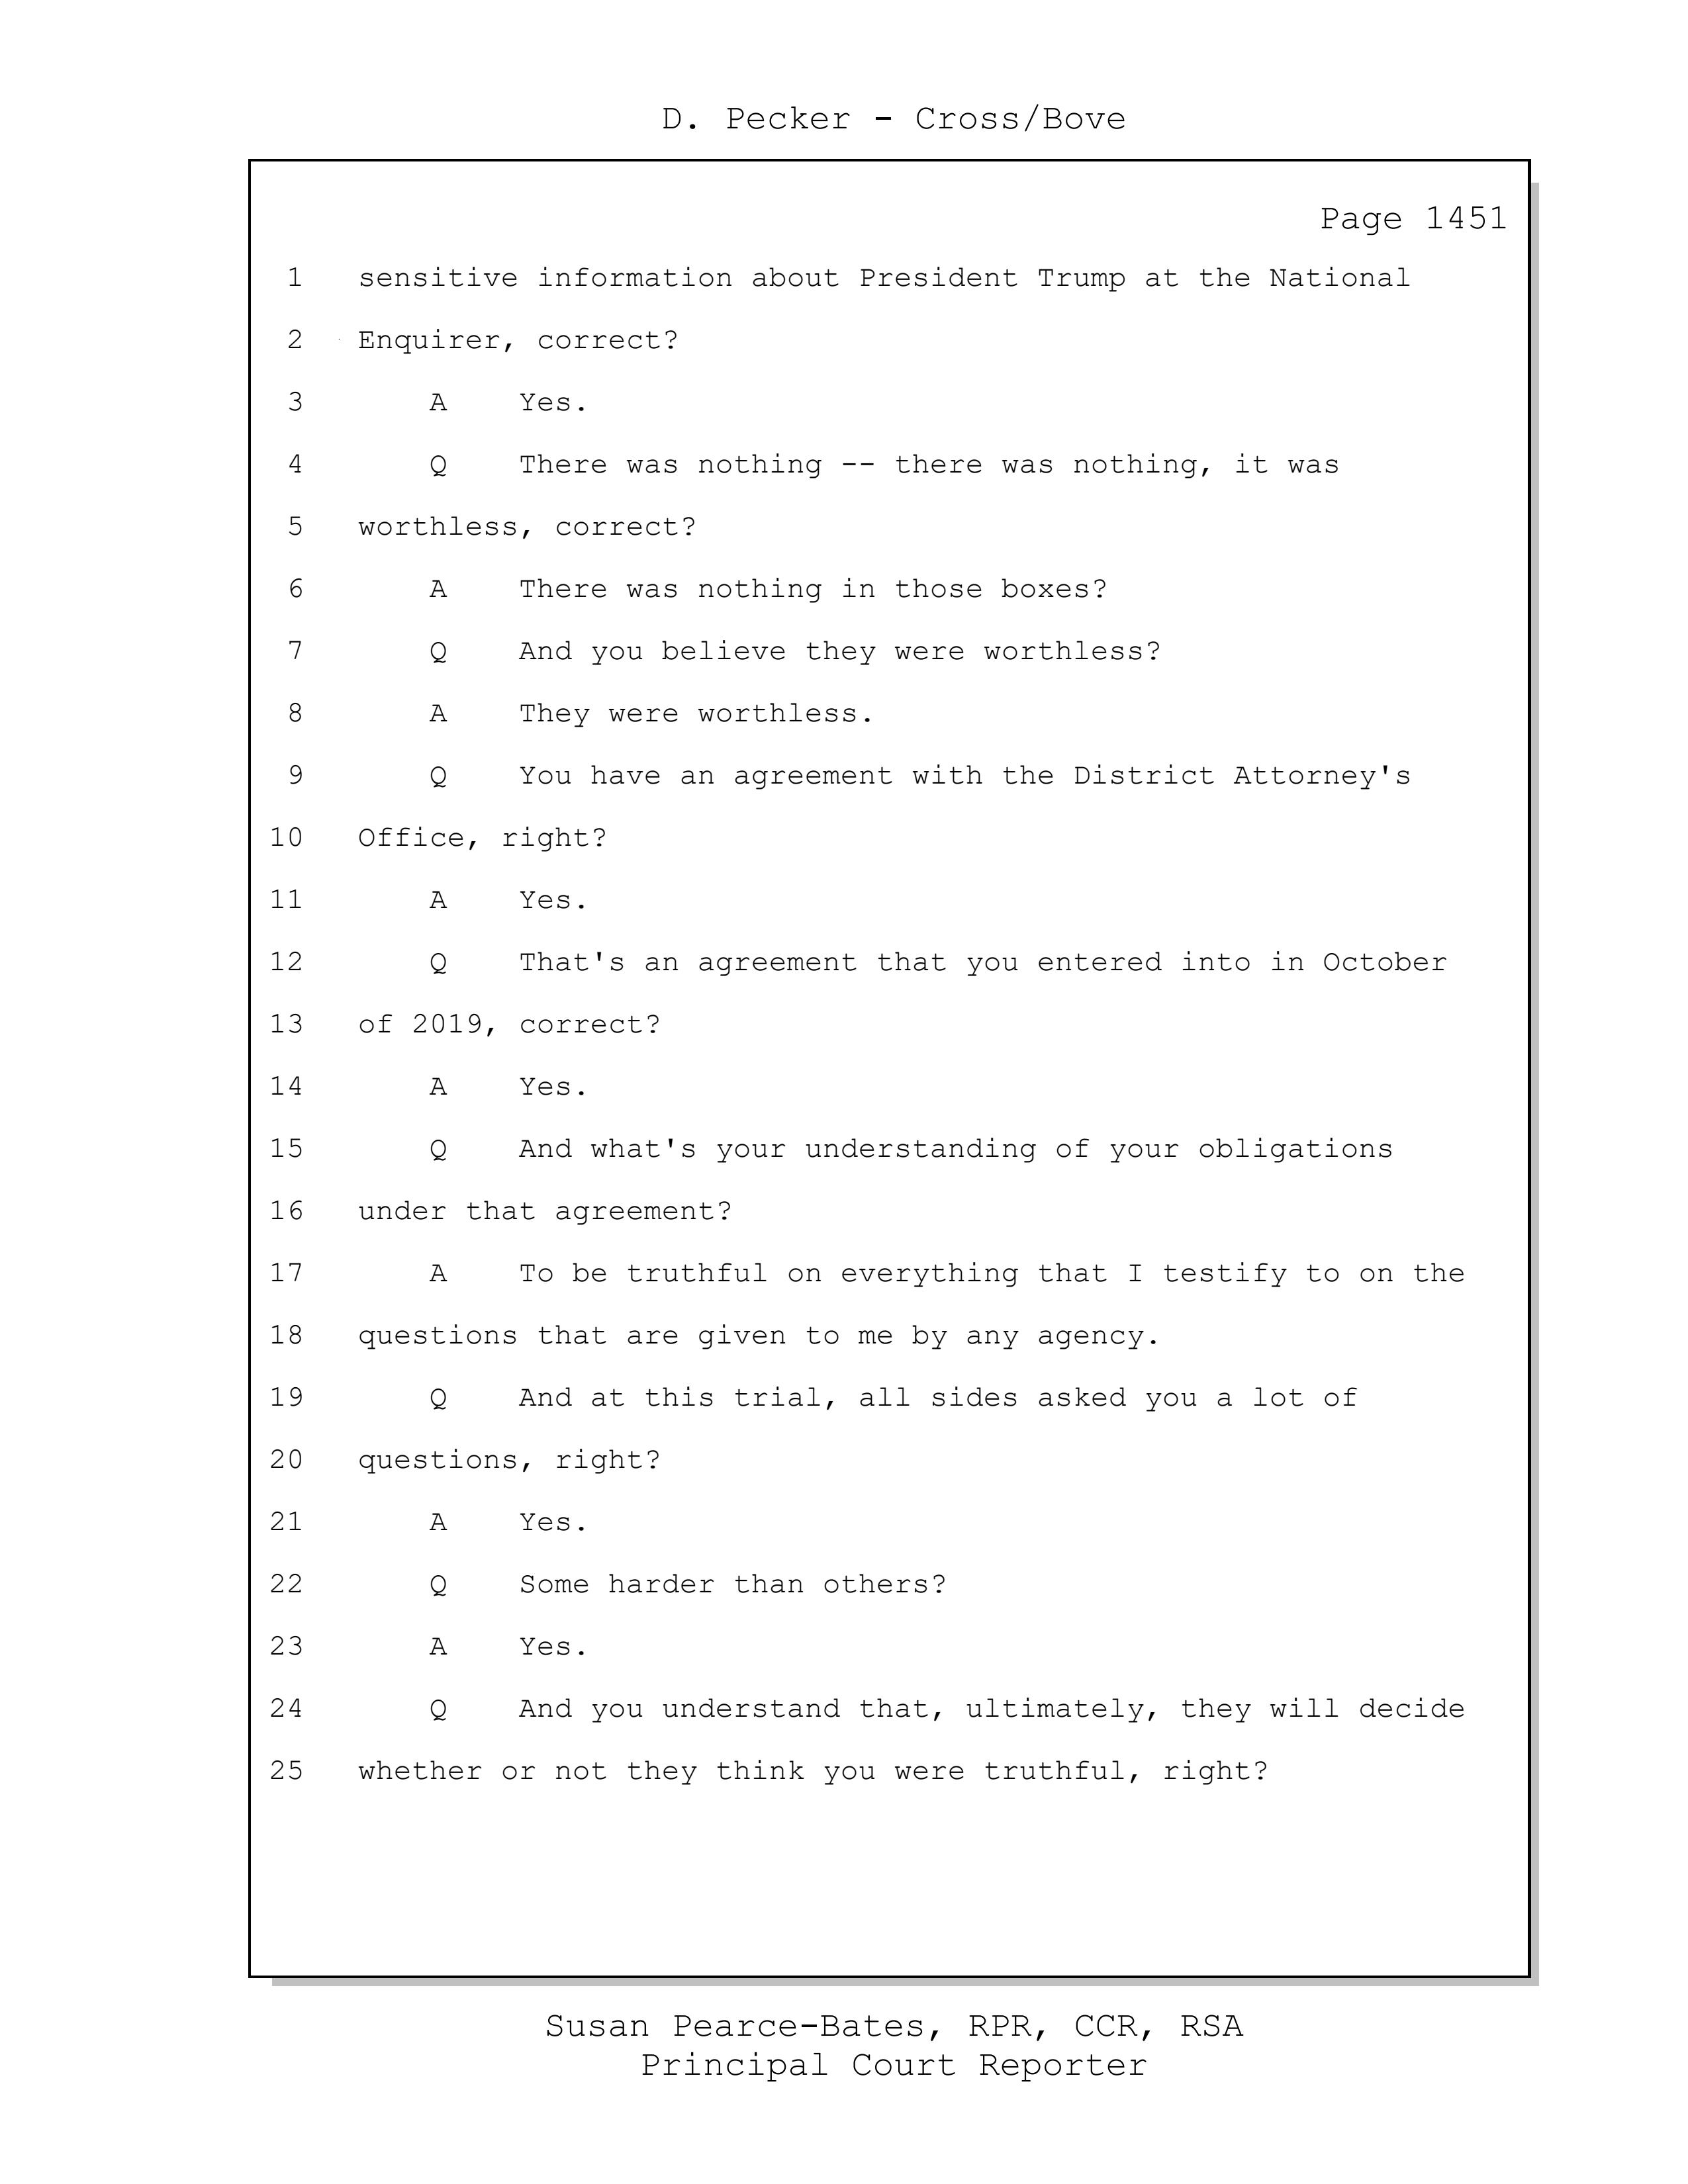 D. Pecker - Cross/Bove
Page 1451
1 sensitive information about President Trump at the National
2 Enquirer, correct?
3 A Yes.
4 Q There was nothing -- there was nothing, it was
5 worthless, correct?
6 A There was nothing in those boxes?
7 Q And you believe they were worthless?
8 A They were worthless.
9 Q You have an agreement with the District Attorney's
10 Office, right?
11 A Yes.
12 Q That's an agreement that you entered into in October
13 of 2019, correct?
14 A Yes.
15 Q And what's your understanding of your obligations
16 under that agreement?
17 A To be truthful on everything that I testify to on the
18 questions that are given to me by any agency.
19 Q And at this trial, all sides asked you a lot of
20 questions, right?
21 A Yes.
22 Q Some harder than others?
23 A Yes.
24 Q And you understand that, ultimately, they will decide
25 whether or not they think you were truthful, right?
Susan Pearce-Bates, RPR, CCR, RSA
Principal Court Reporter